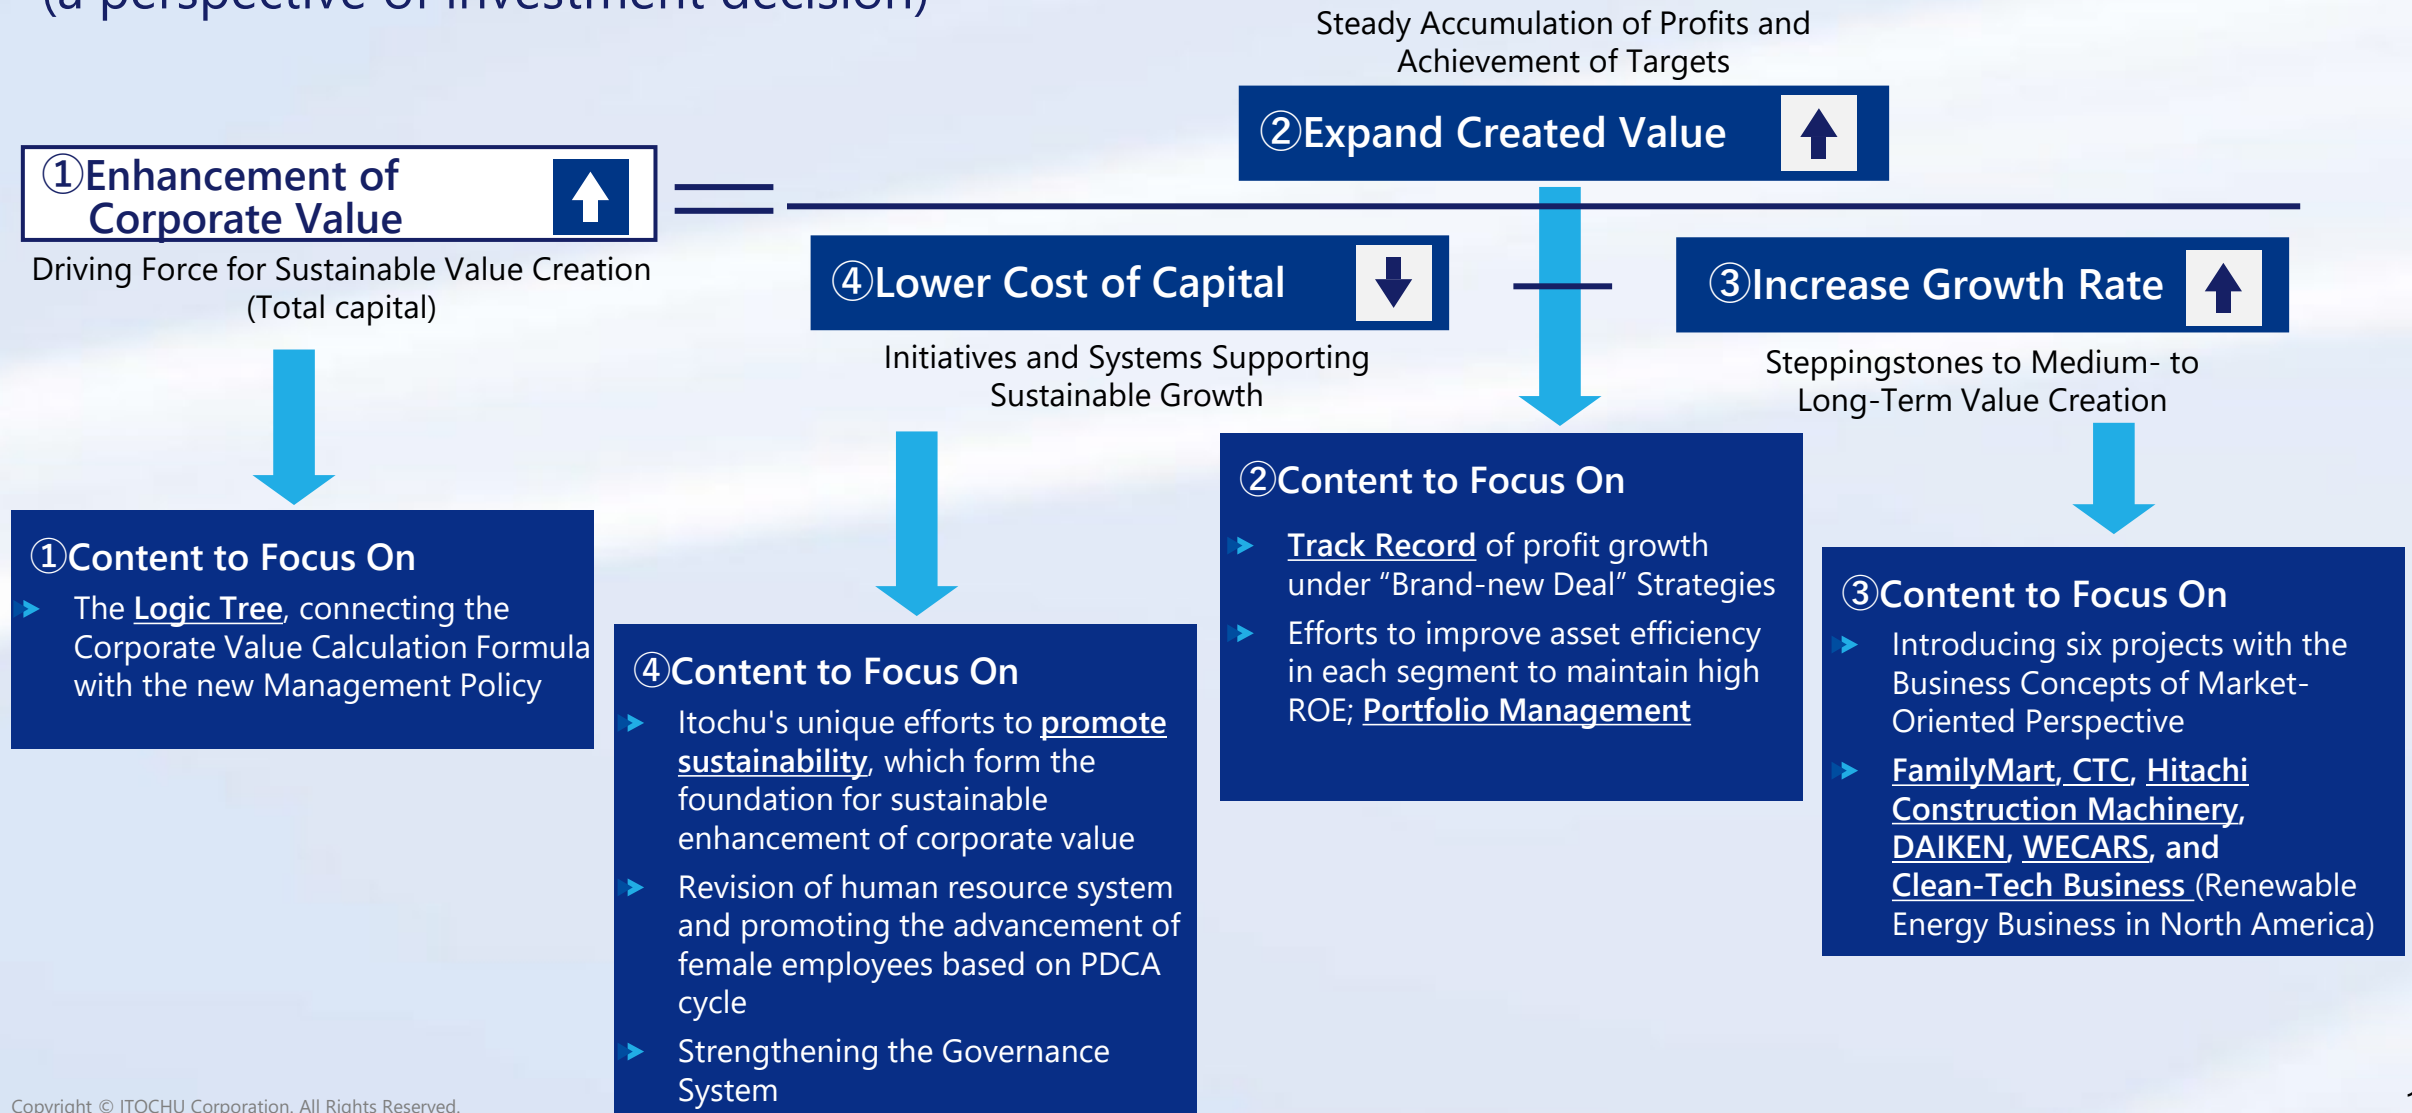 (a perspective of investment decision)
Steady Accumulation of Profits and
Achievement of Targets
②Expand Created Value
①Enhancement of
Corporate Value
Driving Force for Sustainable Value Creation
(Total capital)
④Lower Cost of Capital
③Increase Growth Rate
Initiatives and Systems Supporting
Sustainable Growth
Steppingstones to Medium- to
Long-Term Value Creation
①Content to Focus On
The Logic Tree, connecting the
Corporate Value Calculation Formula
with the new Management Policy
④Content to Focus On
Itochu's unique efforts to promote
sustainability, which form the
foundation for sustainable
enhancement of corporate value
Revision of human resource system
and promoting the advancement of
female employees based on PDCA
cycle
Strengthening the Governance
System
②Content to Focus On
Track Record of profit growth
under “Brand-new Deal” Strategies
Efforts to improve asset efficiency
in each segment to maintain high
ROE; Portfolio Management
③Content to Focus On
Introducing six projects with the
Business Concepts of Market-
Oriented Perspective
FamilyMart, CTC, Hitachi
Construction Machinery,
DAIKEN, WECARS, and
Clean-Tech Business (Renewable
Energy Business in North America)
Copyright © ITOCHU Corporation. All Rights Reserved.